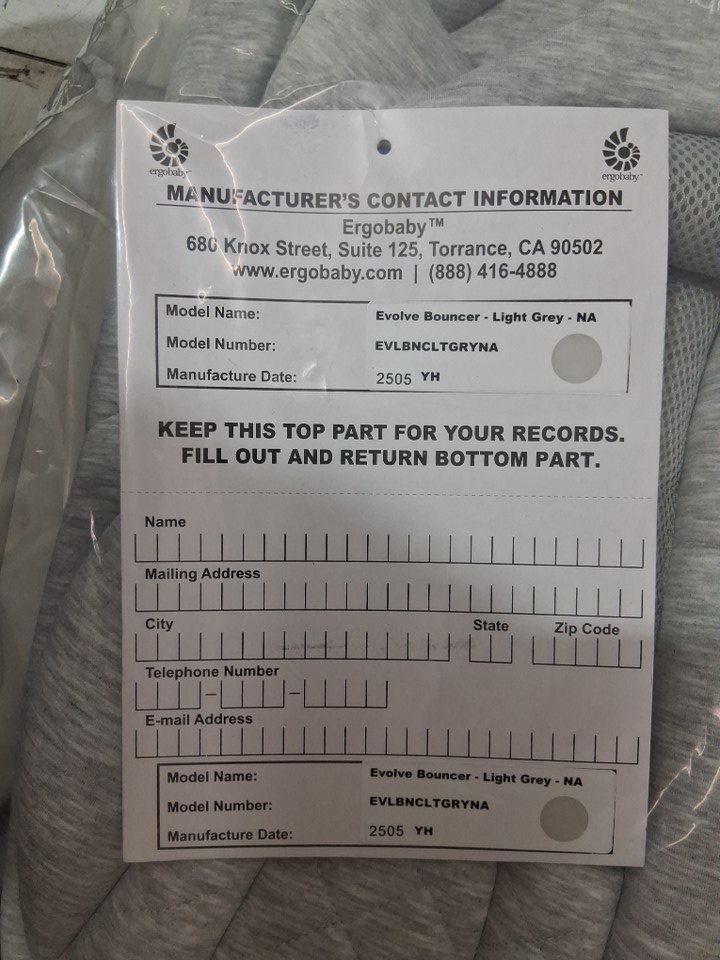 ergobaby™ ergobaby™
MANUFACTURER'S CONTACT INFORMATION
Ergobaby™
680 Knox Street, Suite 125, Torrance, CA 90502
www.ergobaby.com | (888) 416-4888
Model Name: Evolve Bouncer - Light Grey - NA
Model Number: EVLBNCLTGRYNA
Manufacture Date: 2505 YH
KEEP THIS TOP PART FOR YOUR RECORDS.
FILL OUT AND RETURN BOTTOM PART.
Name
Mailing Address
City State Zip Code
Telephone Number
E-mail Address
Model Name: Evolve Bouncer - Light Grey - NA
Model Number: EVLBNCLTGRYNA
Manufacture Date: 2505 YH